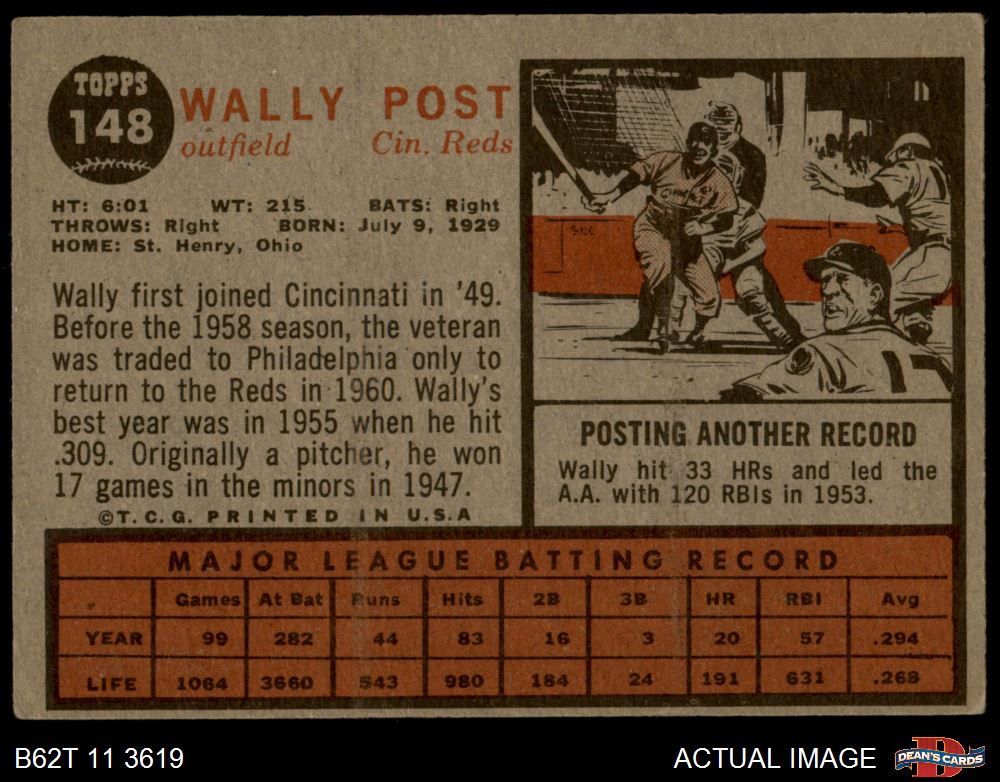 TOPPS
148
WALLY POST
outfield Cin. Reds
HT: 6:01 WT: 215 BATS: Right
THROWS: Right BORN: July 9, 1929
HOME: St. Henry, Ohio
Wally first joined Cincinnati in '49.
Before the 1958 season, the veteran
was traded to Philadelphia only to
return to the Reds in 1960. Wally's
best year was in 1955 when he hit
.309. Originally a pitcher, he won
17 games in the minors in 1947.
©T.C.G. PRINTED IN U.S.A
17
POSTING ANOTHER RECORD
Wally hit 33 HRs and led the
A.A. with 120 RBIs in 1953.
MAJOR LEAGUE BATTING RECORD
Games At Bat Runs Hits 2B 3B HR RBI Avg
YEAR 99 282 44 83 16 3 20 57 .294
LIFE 1064 3660 543 980 184 24 191 631 .268
B62T 11 3619 ACTUAL IMAGE
D
DEAN'S CARDS